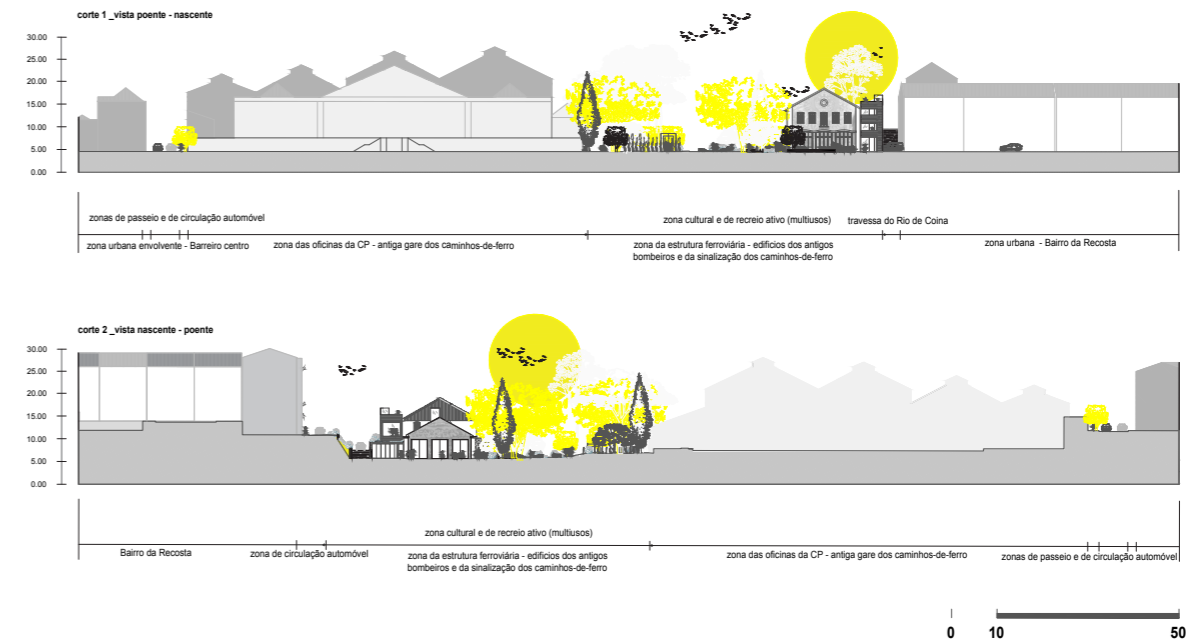 corte 1 _vista poente - nascente
30.00
25.00
20.00
15.00
10.00
5.00
0.00
zonas de passeio e de circulação automóvel
zona cultural e de recreio ativo (multiusos)
travessa do Rio de Coina
zona urbana envolvente - Barreiro centro
zona das oficinas da CP - antiga gare dos caminhos-de-ferro
zona da estrutura ferroviária - edificios dos antigos
bombeiros e da sinalização dos caminhos-de-ferro
zona urbana - Bairro da Recosta
corte 2 _vista nascente - poente
30.00
25.00
20.00
15.00
10.00
5.00
0.00
zona cultural e de recreio ativo (multiusos)
Bairro da Recosta
zona de circulação automóvel
zona da estrutura ferroviária - edificios dos antigos
bombeiros e da sinalização dos caminhos-de-ferro
zona das oficinas da CP - antiga gare dos caminhos-de-ferro
zonas de passeio e de circulação automóvel
0 10 50